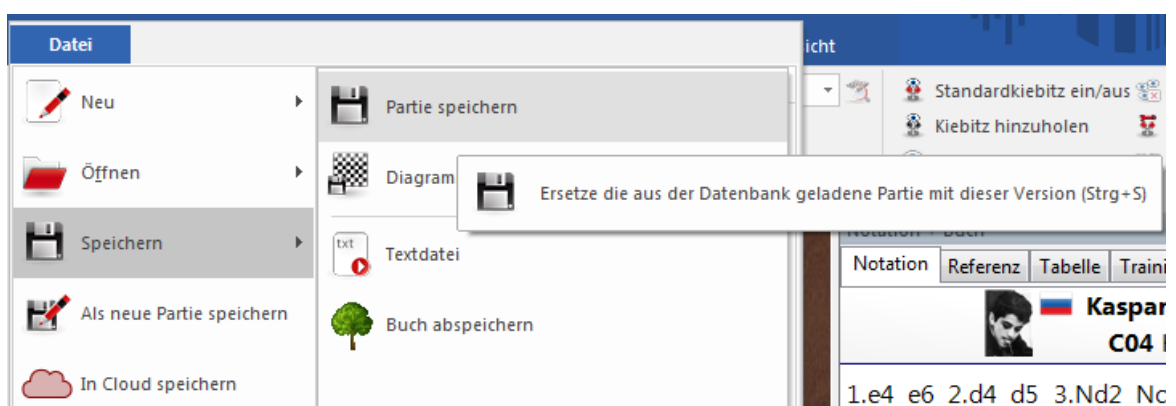 Datei
icht
Neu
Partie speichern
Standardkiebitz ein/aus
Kiebitz hinzuholen
Öffnen
Diagram
Ersetze die aus der Datenbank geladene Partie mit dieser Version (Strg+S)
Speichern
txt
Textdatei
Notation + Buch
Notation Referenz Tabelle Traini
Als neue Partie speichern
Buch abspeichern
Kaspar
C04
In Cloud speichern
1.e4 e6 2.d4 d5 3.Nd2 Nc